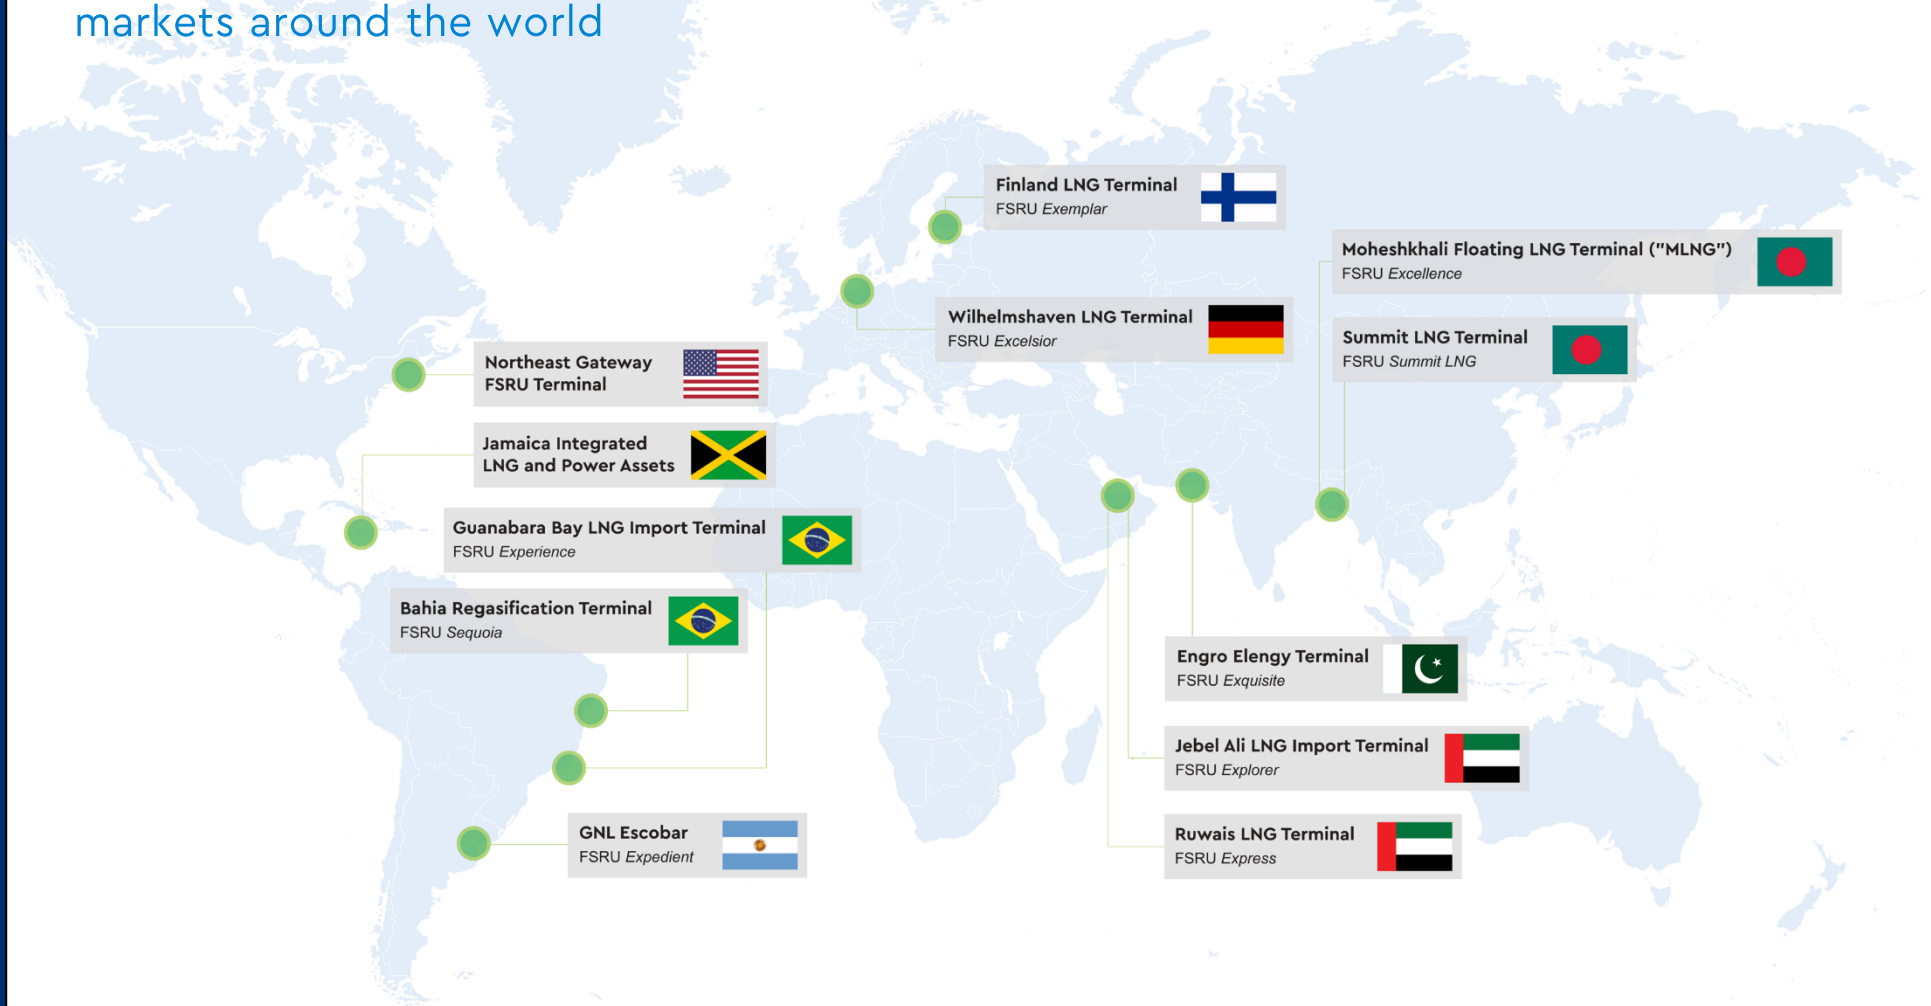 markets around the world
Finland LNG Terminal
FSRU Exemplar
Moheshkhali Floating LNG Terminal ("MLNG")
FSRU Excellence
Wilhelmshaven LNG Terminal
FSRU Excelsior
Summit LNG Terminal
FSRU Summit LNG
Northeast Gateway
FSRU Terminal
Jamaica Integrated
LNG and Power Assets
Guanabara Bay LNG Import Terminal
FSRU Experience
Bahia Regasification Terminal
FSRU Sequoia
Engro Elengy Terminal
FSRU Exquisite
Jebel Ali LNG Import Terminal
FSRU Explorer
GNL Escobar
FSRU Expedient
Ruwais LNG Terminal
FSRU Express